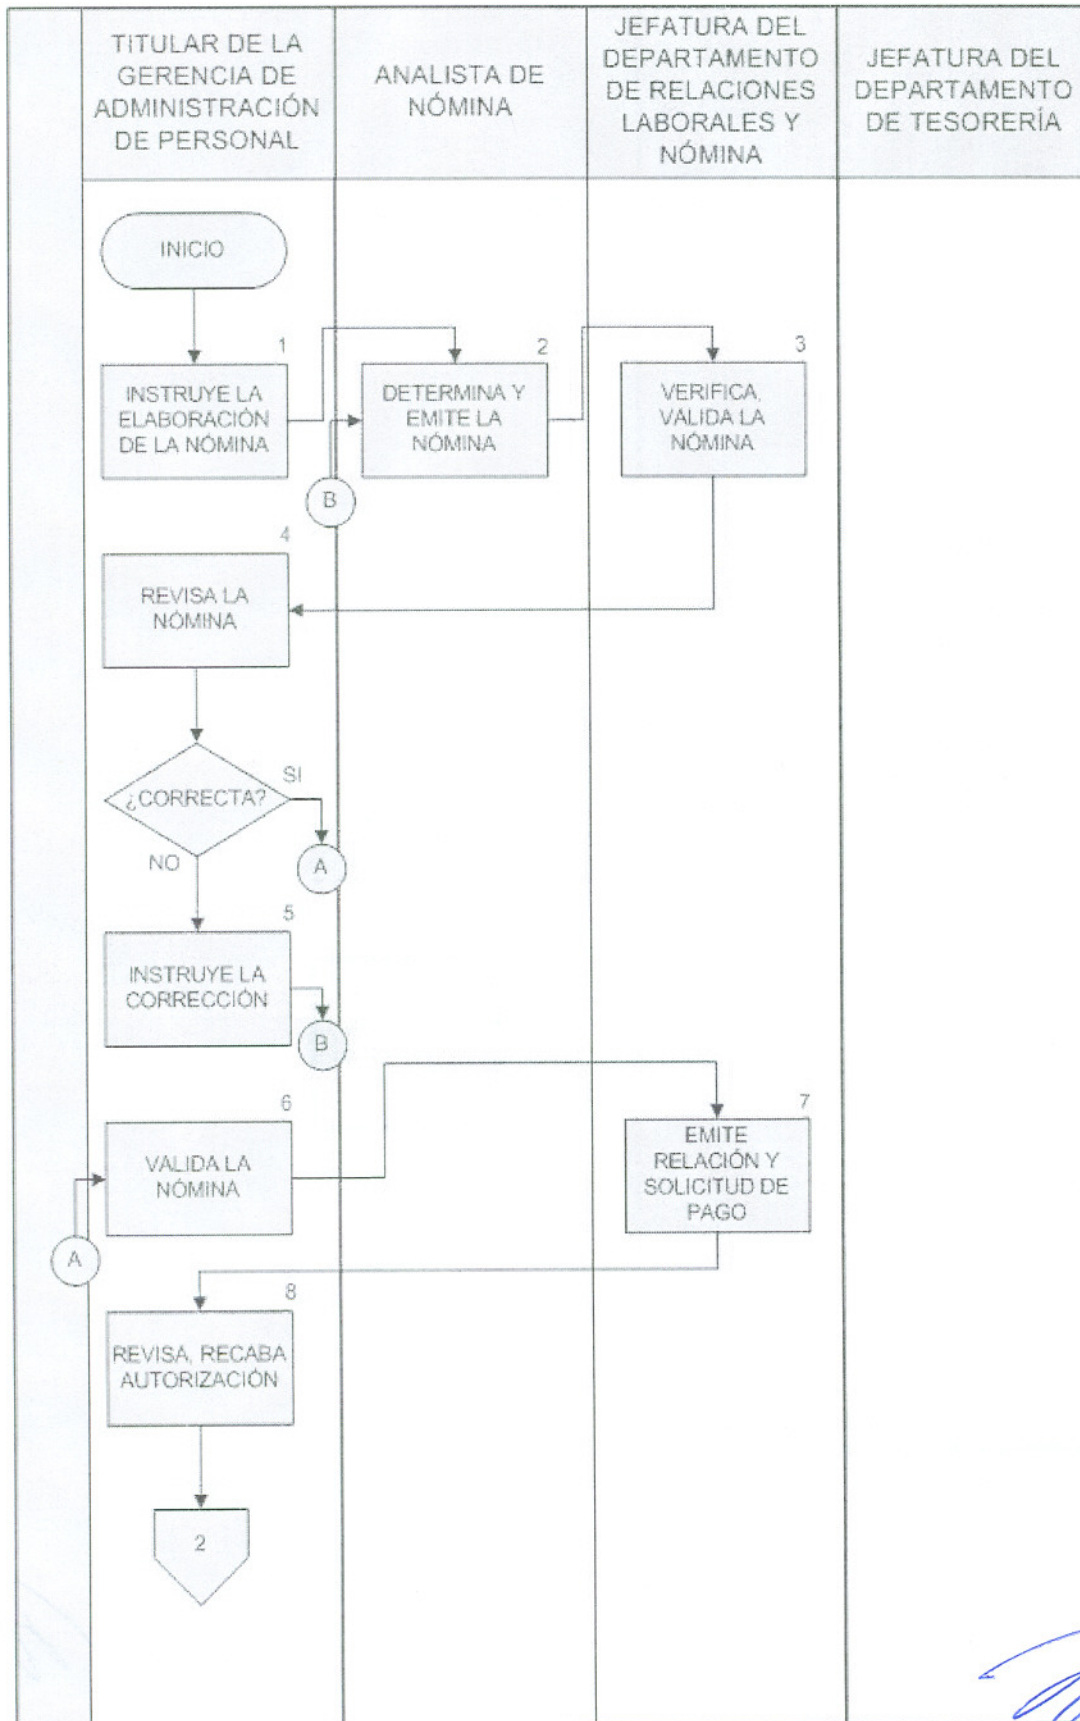 TITULAR DE LA
GERENCIA DE
ADMINISTRACIÓN
DE PERSONAL
ANALISTA DE
NÓMINA
JEFATURA DEL
DEPARTAMENTO
DE RELACIONES
LABORALES Y
NÓMINA
JEFATURA DEL
DEPARTAMENTO
DE TESORERÍA
INICIO
1
INSTRUYE LA
ELABORACIÓN
DE LA NÓMINA
2
DETERMINA Y
EMITE LA
NÓMINA
3
VERIFICA,
VALIDA LA
NÓMINA
B
4
REVISA LA
NÓMINA
¿CORRECTA?
SI
A
NO
5
INSTRUYE LA
CORRECCIÓN
B
6
VALIDA LA
NÓMINA
A
7
EMITE
RELACIÓN Y
SOLICITUD DE
PAGO
8
REVISA, RECABA
AUTORIZACIÓN
2